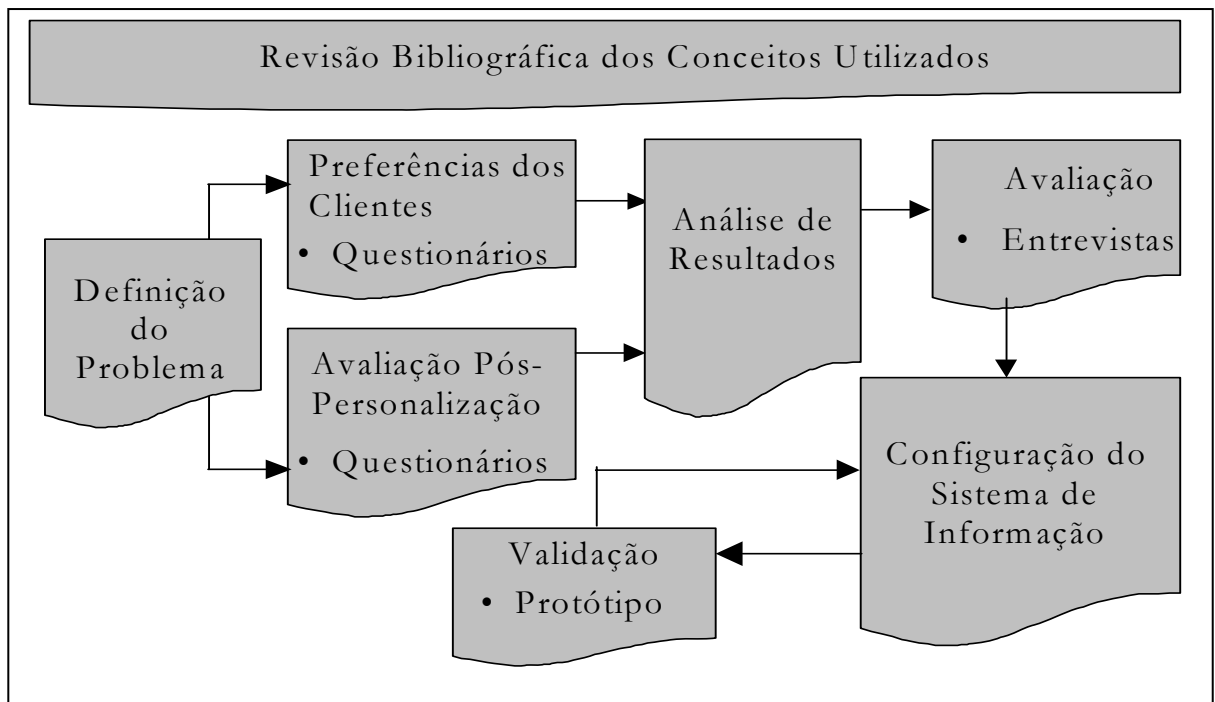 Revisão Bibliográfica dos Conceitos Utilizados
Definição
do
Problema
Preferências dos
Clientes
• Questionários
Avaliação Pós-
Personalização
• Questionários
Análise de
Resultados
Avaliação
• Entrevistas
Configuração do
Sistema de
Informação
Validação
• Protótipo